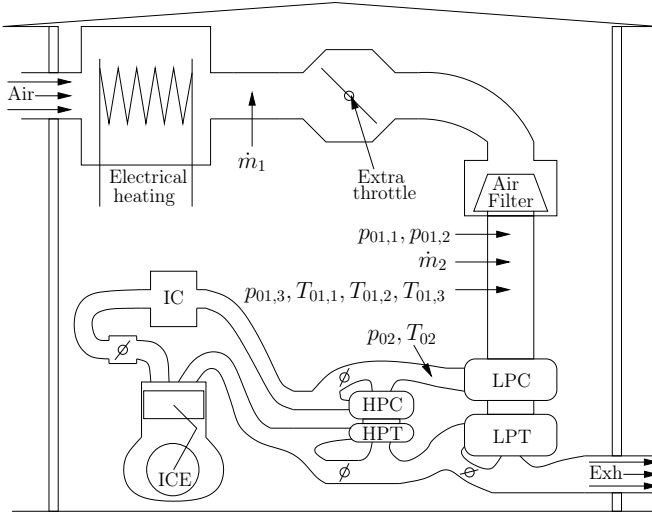 Air
Electrical
heating
ṁ₁
Extra
throttle
Air
Filter
p₀₁,₁, p₀₁,₂
ṁ₂
p₀₁,₃, T₀₁,₁, T₀₁,₂, T₀₁,₃
IC
p₀₂, T₀₂
LPC
HPC
LPT
HPT
ICE
Exh